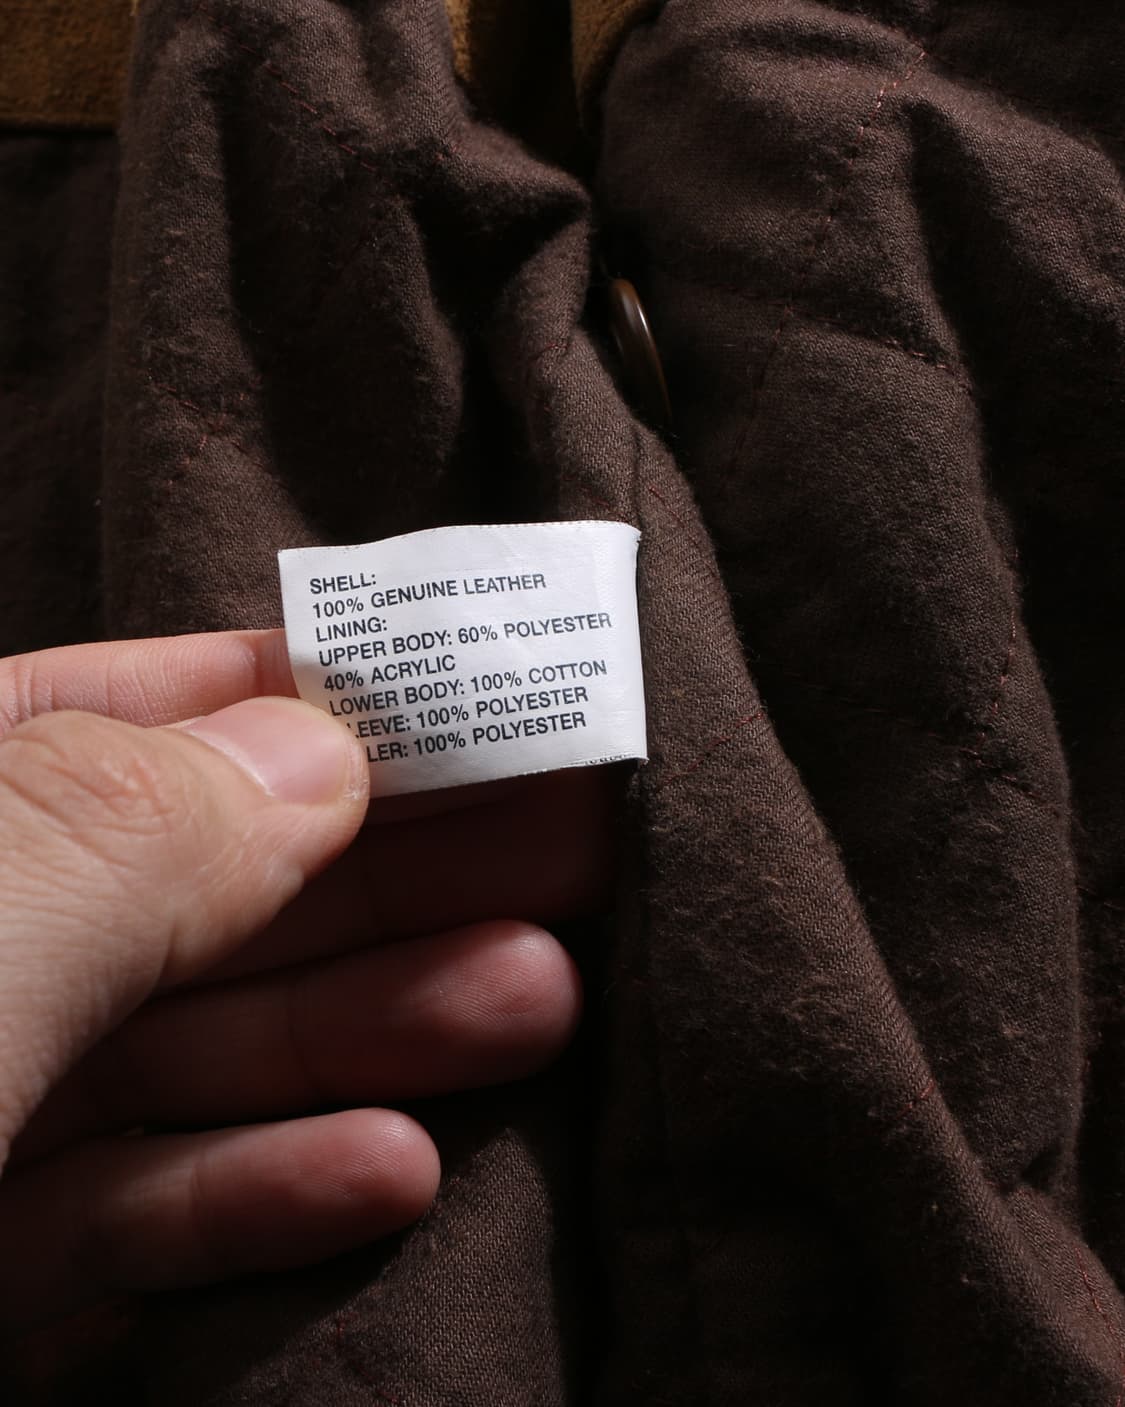 SHELL:
100% GENUINE LEATHER
LINING:
UPPER BODY: 60% POLYESTER
40% ACRYLIC
LOWER BODY: 100% COTTON
LEEVE: 100% POLYESTER
LER: 100% POLYESTER